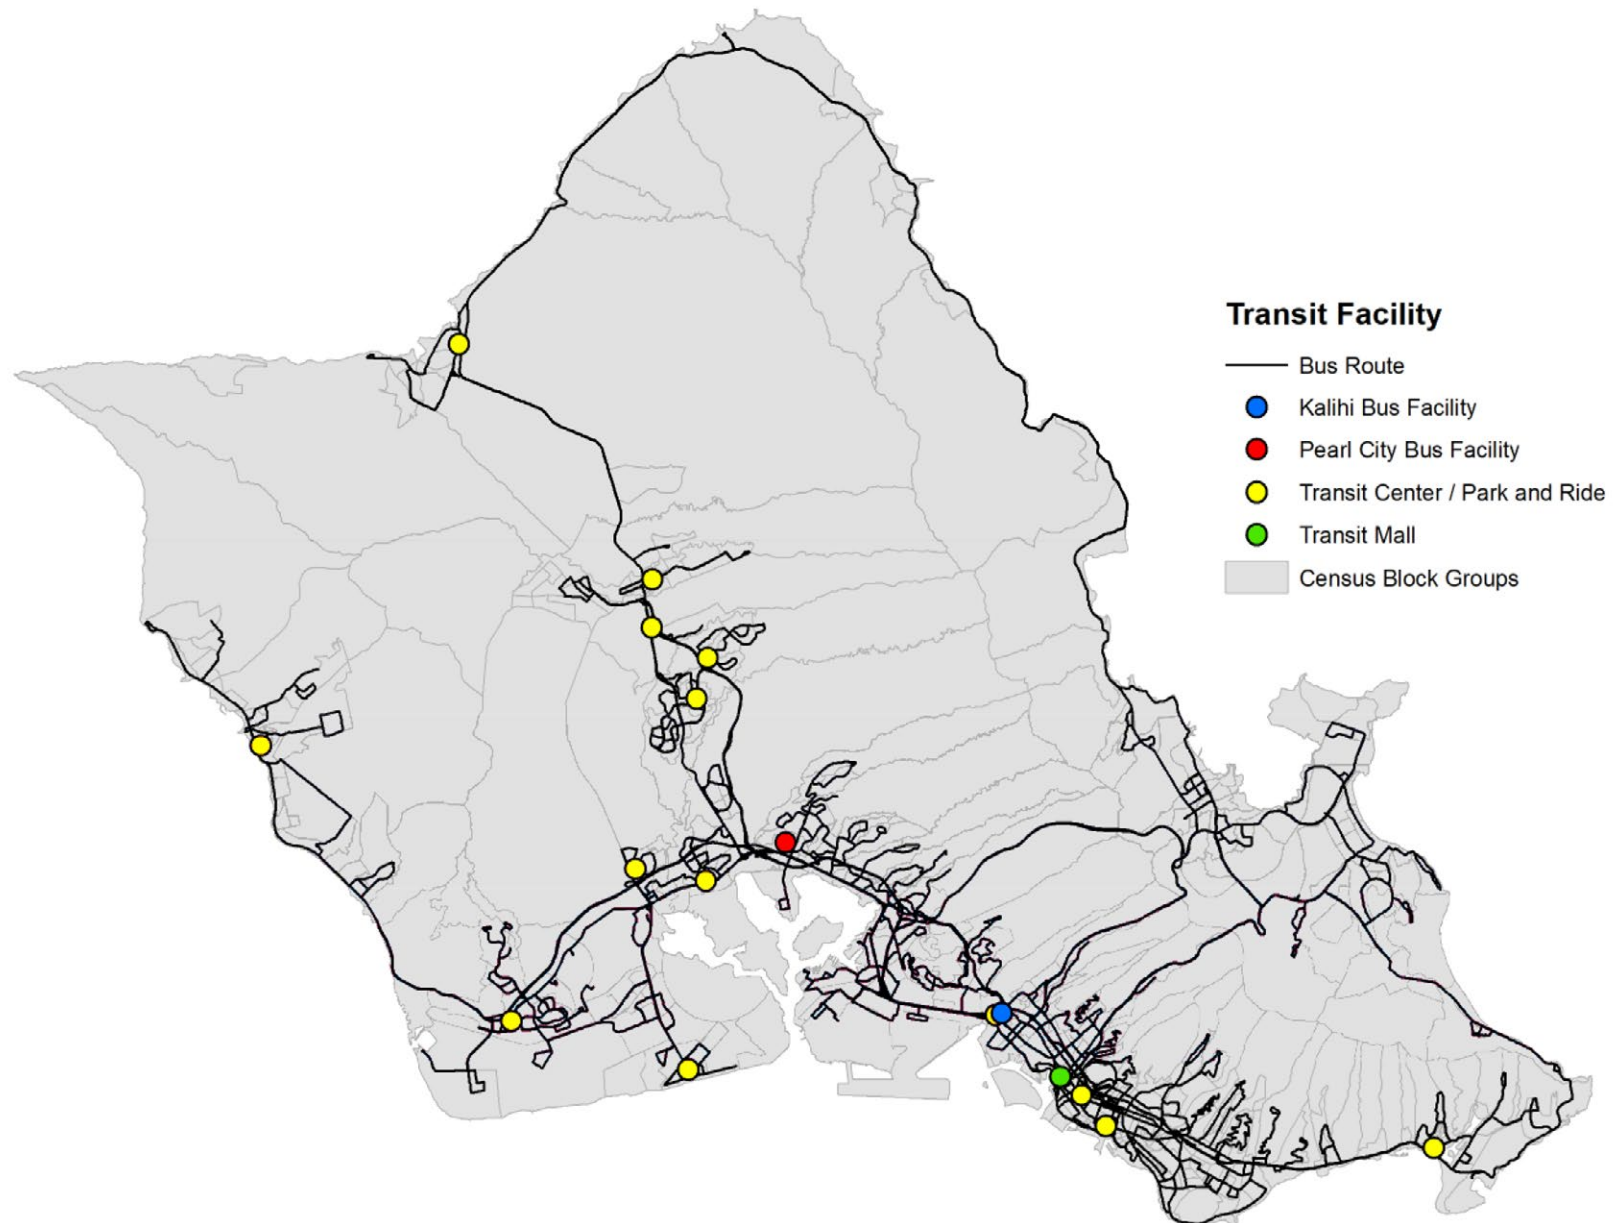 Transit Facility
Bus Route
Kalihi Bus Facility
Pearl City Bus Facility
Transit Center / Park and Ride
Transit Mall
Census Block Groups